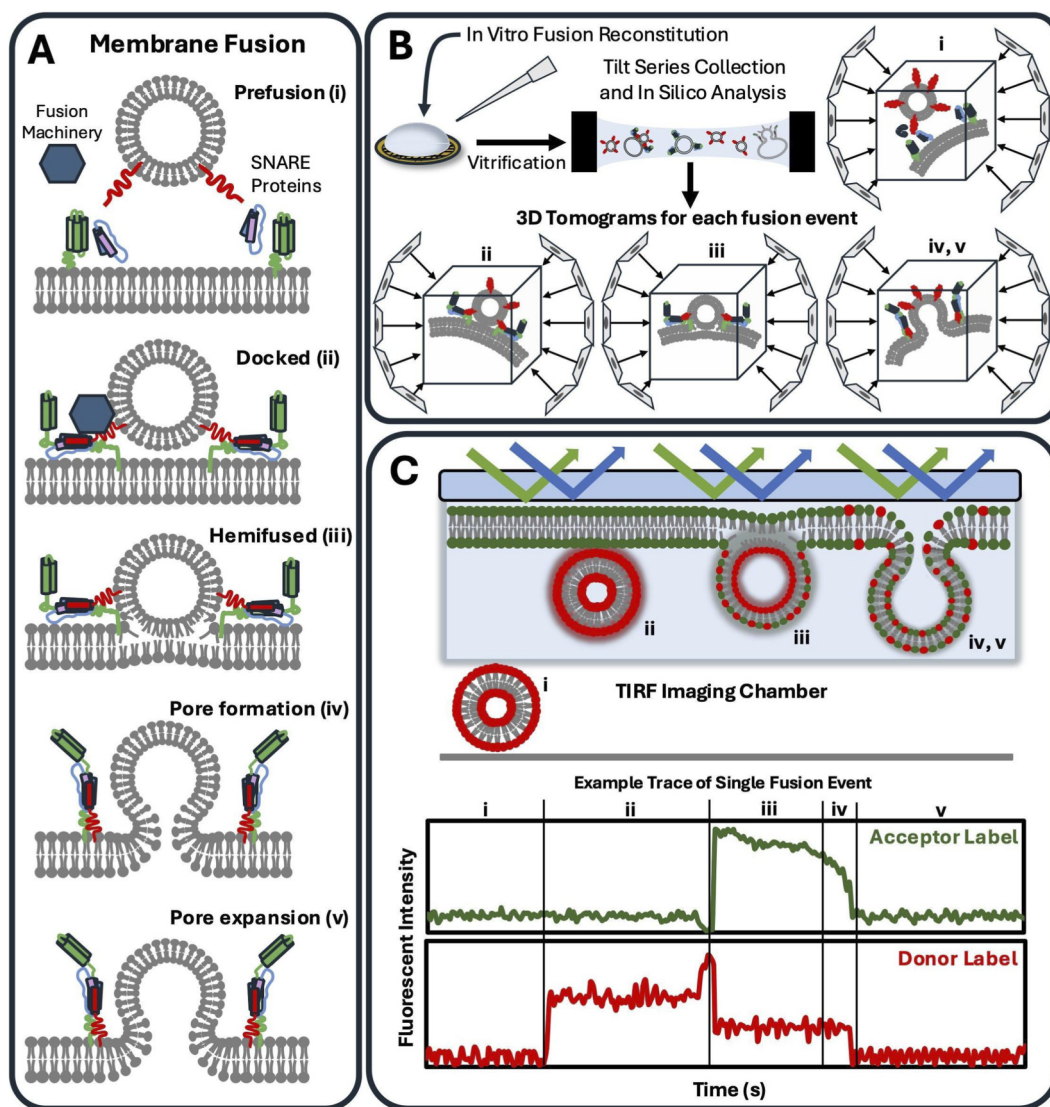 A
Membrane Fusion
Prefusion (i)
Fusion
Machinery
SNARE
Proteins
Docked (ii)
Hemifused (iii)
Pore formation (iv)
Pore expansion (v)
B
In Vitro Fusion Reconstitution
Tilt Series Collection
and In Silico Analysis
Vitrification
i
3D Tomograms for each fusion event
ii
iii
iv, v
C
ii
iii
iv, v
i
TIRF Imaging Chamber
Example Trace of Single Fusion Event
i
ii
iii
iv
v
Acceptor Label
Donor Label
Fluorescent Intensity
Time (s)